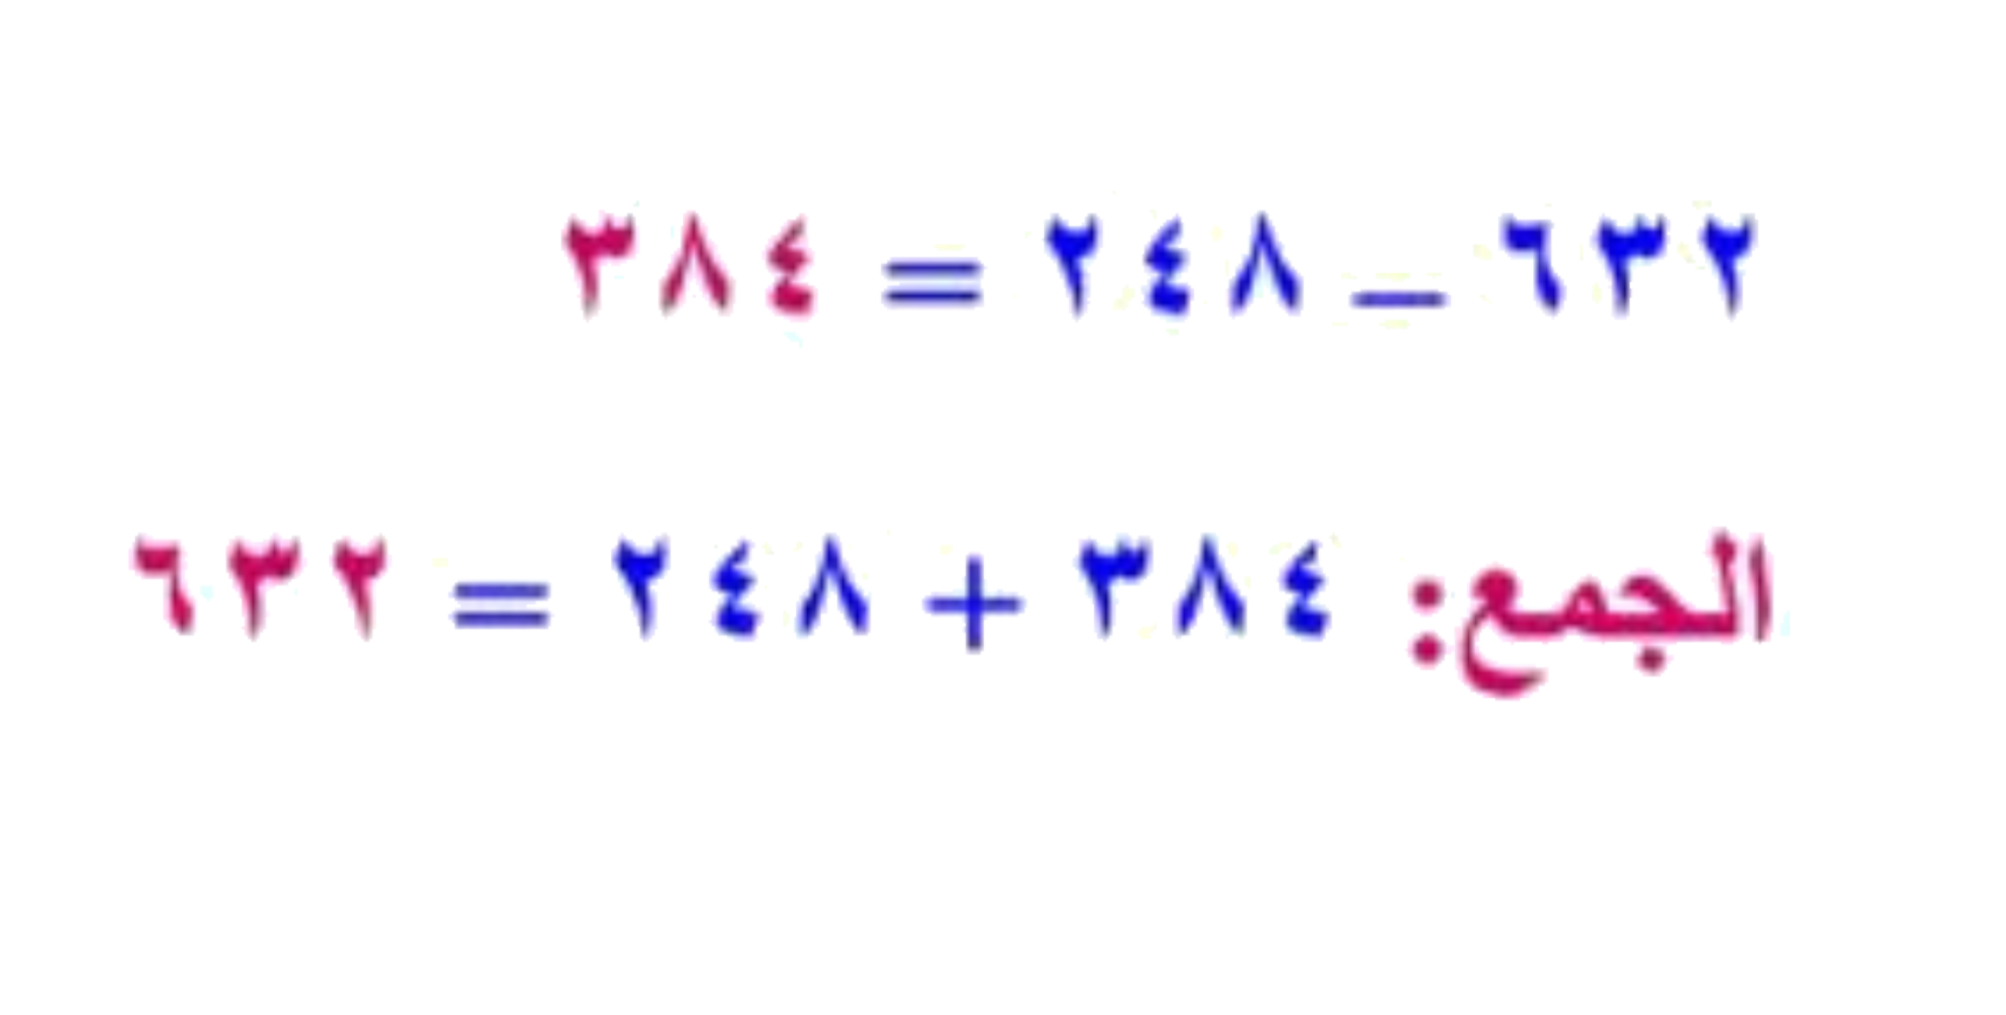 ٦٣٢ – ٢٤٨ = ٣٨٤
الجمع: ٣٨٤ + ٢٤٨ = ٦٣٢